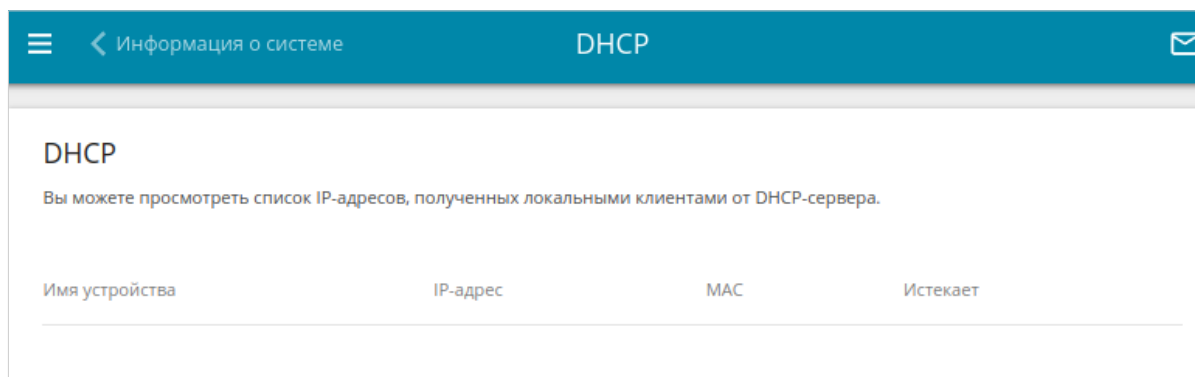 Информация о системе DHCP
DHCP
Вы можете просмотреть список IP-адресов, полученных локальными клиентами от DHCP-сервера.
Имя устройства IP-адрес MAC Истекает